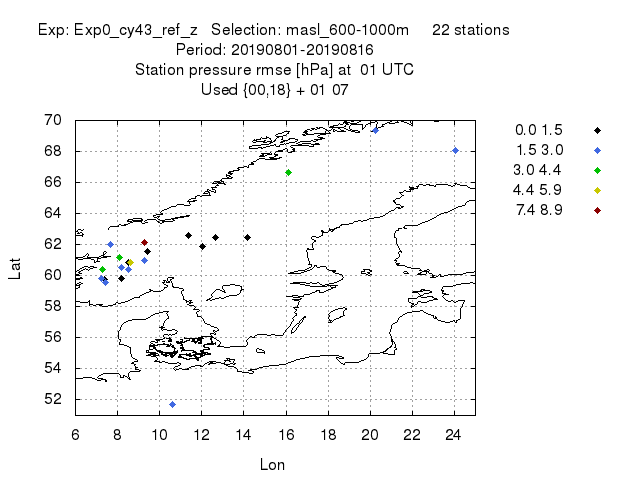 Exp: Exp0_cy43_ref_z Selection: masl_600-1000m 22 stations
Period: 20190801-20190816
Station pressure rmse [hPa] at 01 UTC
Used {00,18} + 01 07
70
68
66
64
62
60
58
56
54
52
Lat
6 8 10 12 14 16 18 20 22 24
Lon
0.0 1.5
1.5 3.0
3.0 4.4
4.4 5.9
7.4 8.9